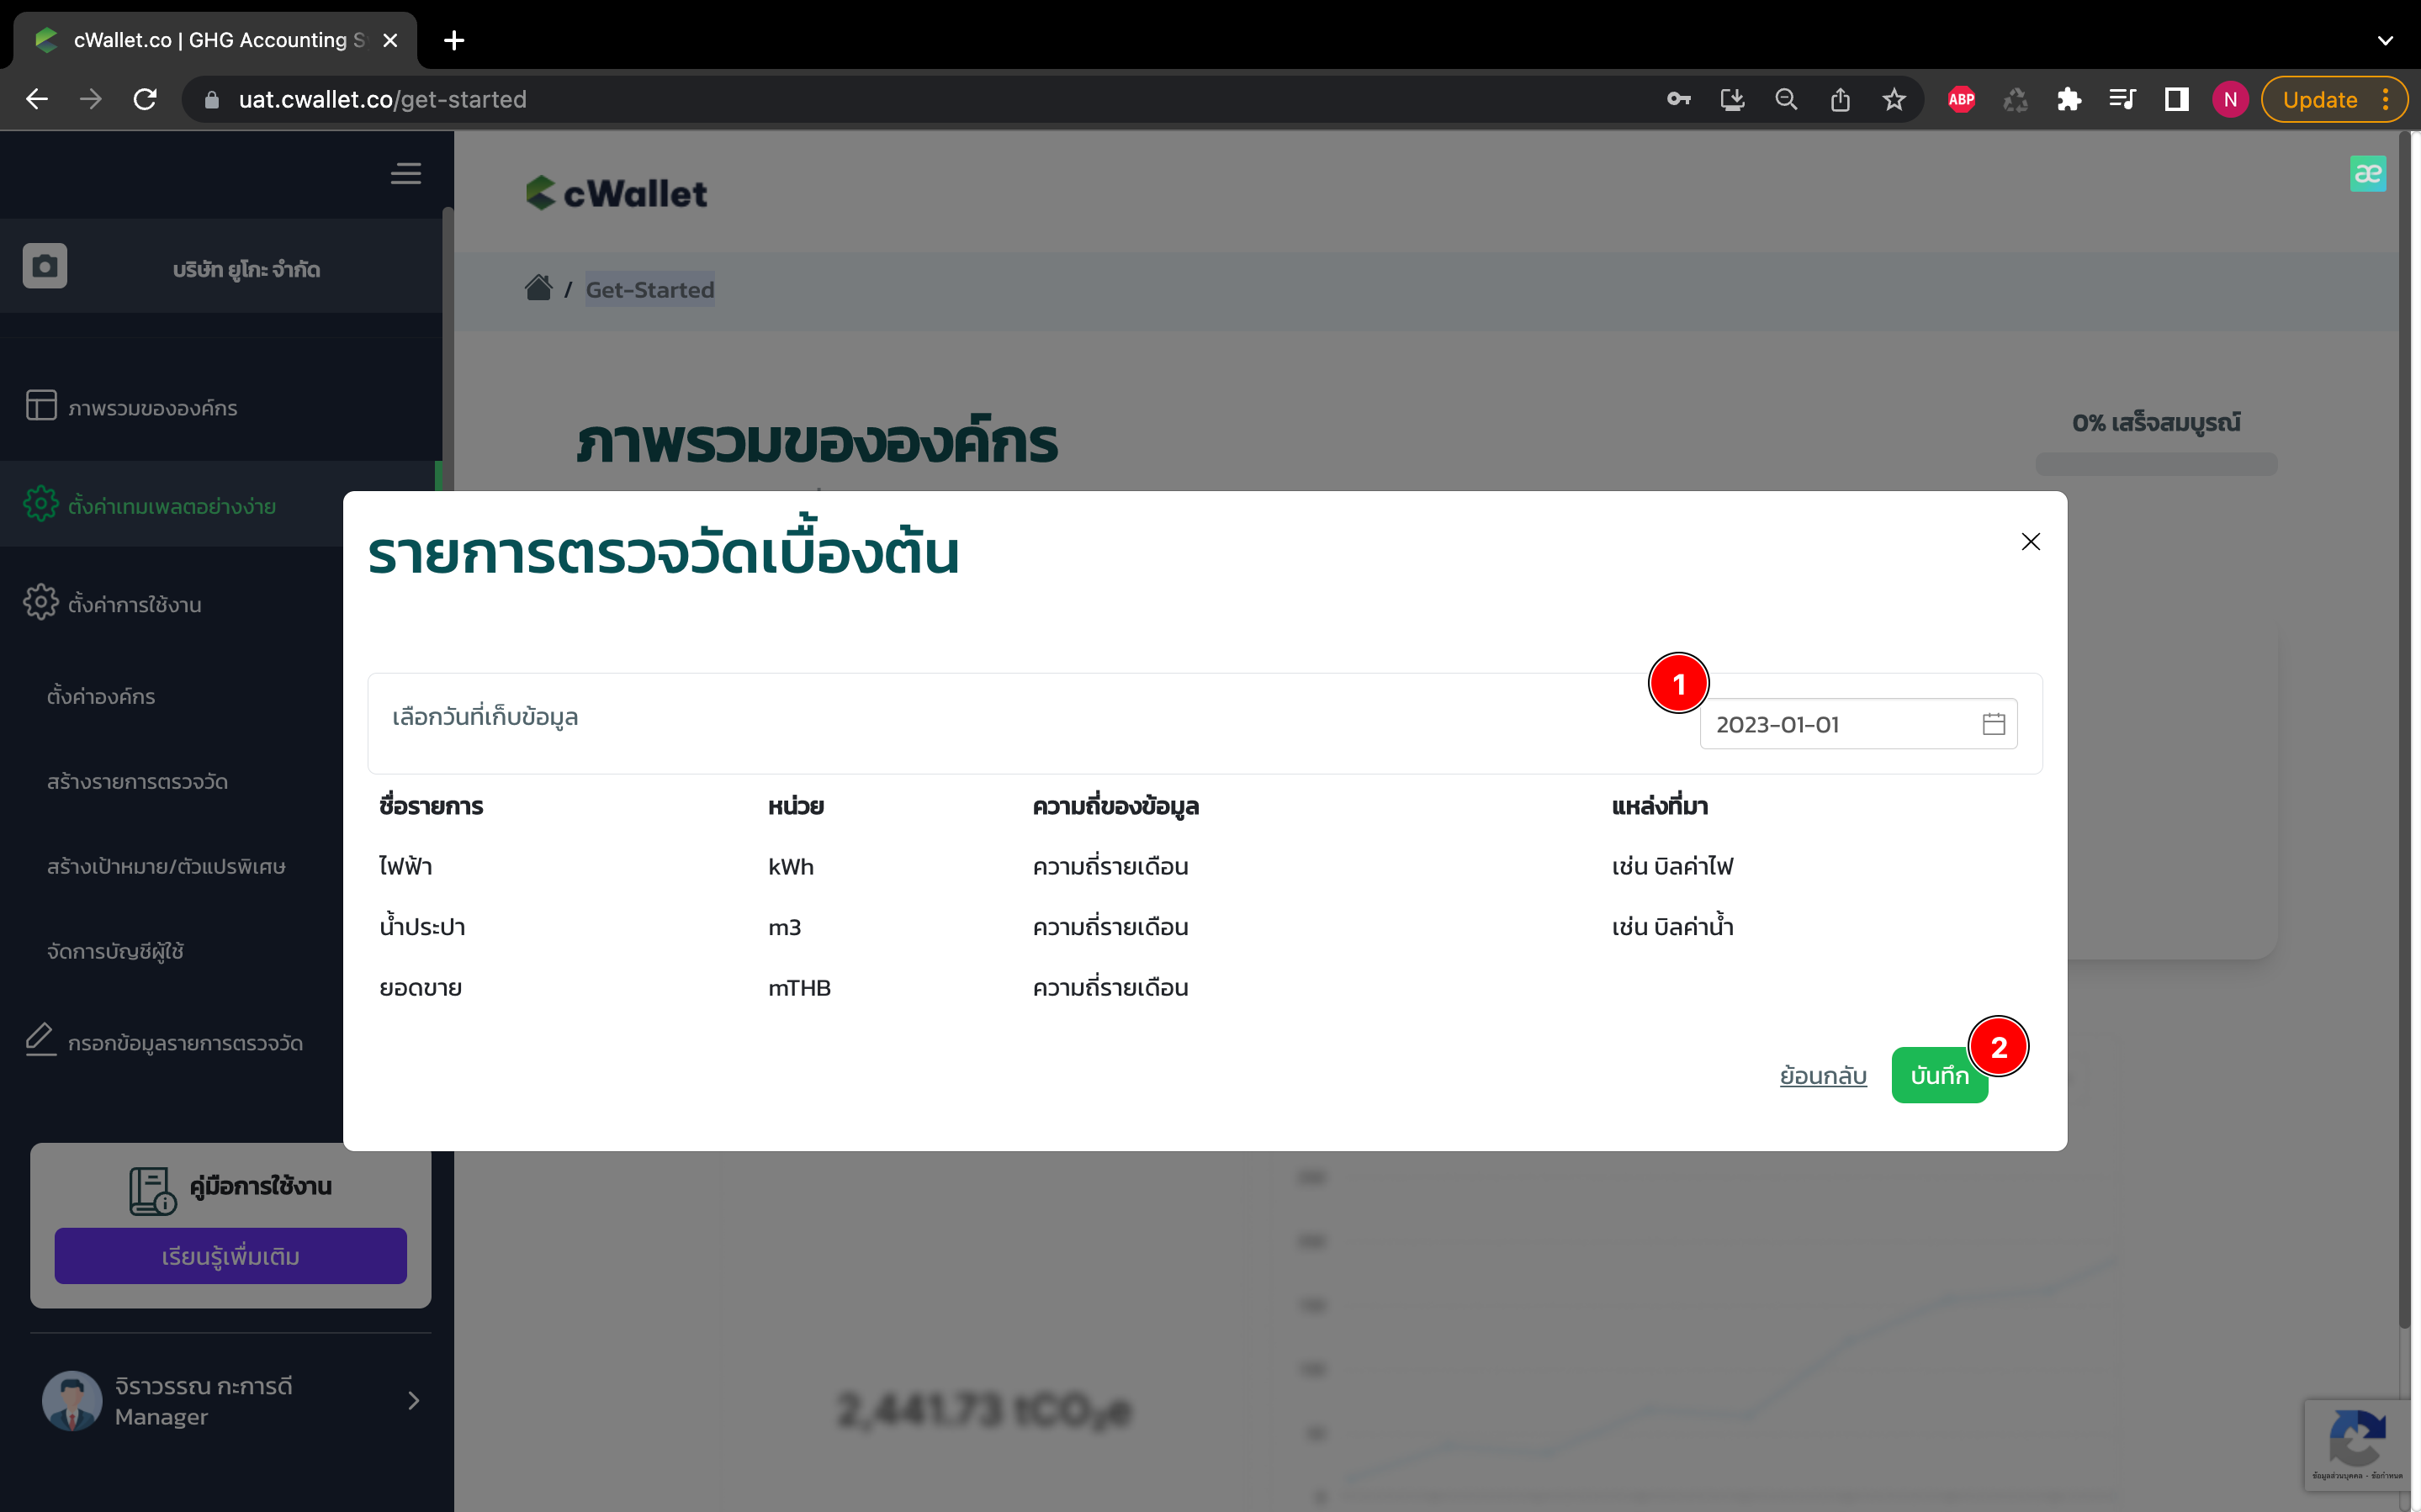 cWallet.co | GHG Accounting S
uat.cwallet.co/get-started
ABP
N
Update
cWallet
æ
บริษัท ยูโกะ จำกัด
/ Get-Started
ภาพรวมขององค์กร
ตั้งค่าเทมเพลตอย่างง่าย
ตั้งค่าการใช้งาน
ตั้งค่าองค์กร
สร้างรายการตรวจวัด
สร้างเป้าหมาย/ตัวแปรพิเศษ
จัดการบัญชีผู้ใช้
กรอกข้อมูลรายการตรวจวัด
คู่มือการใช้งาน
เรียนรู้เพิ่มเติม
จิราวรรณ กะการดี
Manager
ภาพรวมขององค์กร
0% เสร็จสมบูรณ์
รายการตรวจวัดเบื้องต้น
1
เลือกวันที่เก็บข้อมูล
2023-01-01
ชื่อรายการ หน่วย ความถี่ของข้อมูล แหล่งที่มา
ไฟฟ้า kWh ความถี่รายเดือน เช่น บิลค่าไฟ
น้ำประปา m3 ความถี่รายเดือน เช่น บิลค่าน้ำ
ยอดขาย mTHB ความถี่รายเดือน
2
ย้อนกลับ บันทึก
2,441.73 tCO₂e
ข้อมูลส่วนบุคคล - ข้อกำหนด